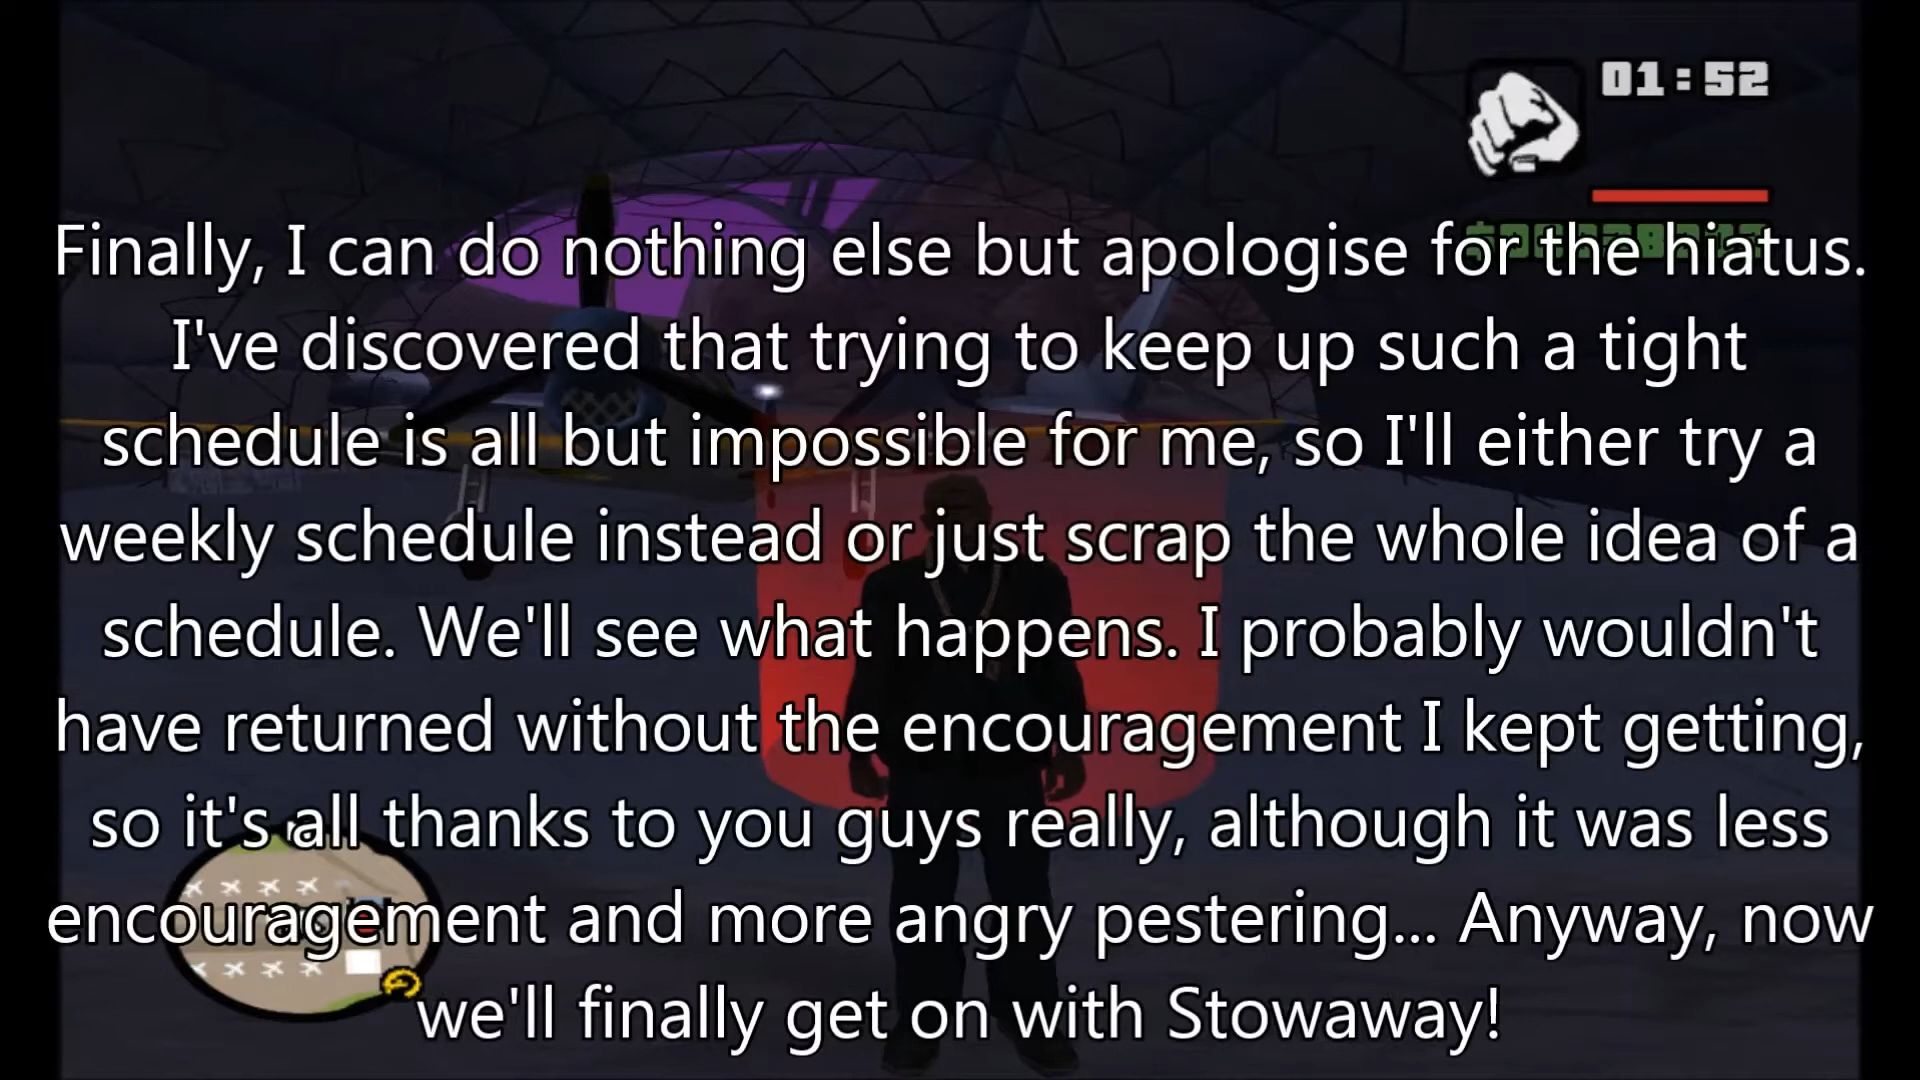 01:52
Finally, I can do nothing else but apologise for the hiatus.
I've discovered that trying to keep up such a tight
schedule is all but impossible for me, so I'll either try a
weekly schedule instead or just scrap the whole idea of a
schedule. We'll see what happens. I probably wouldn't
have returned without the encouragement I kept getting,
so it's all thanks to you guys really, although it was less
encouragement and more angry pestering... Anyway, now
we'll finally get on with Stowaway!